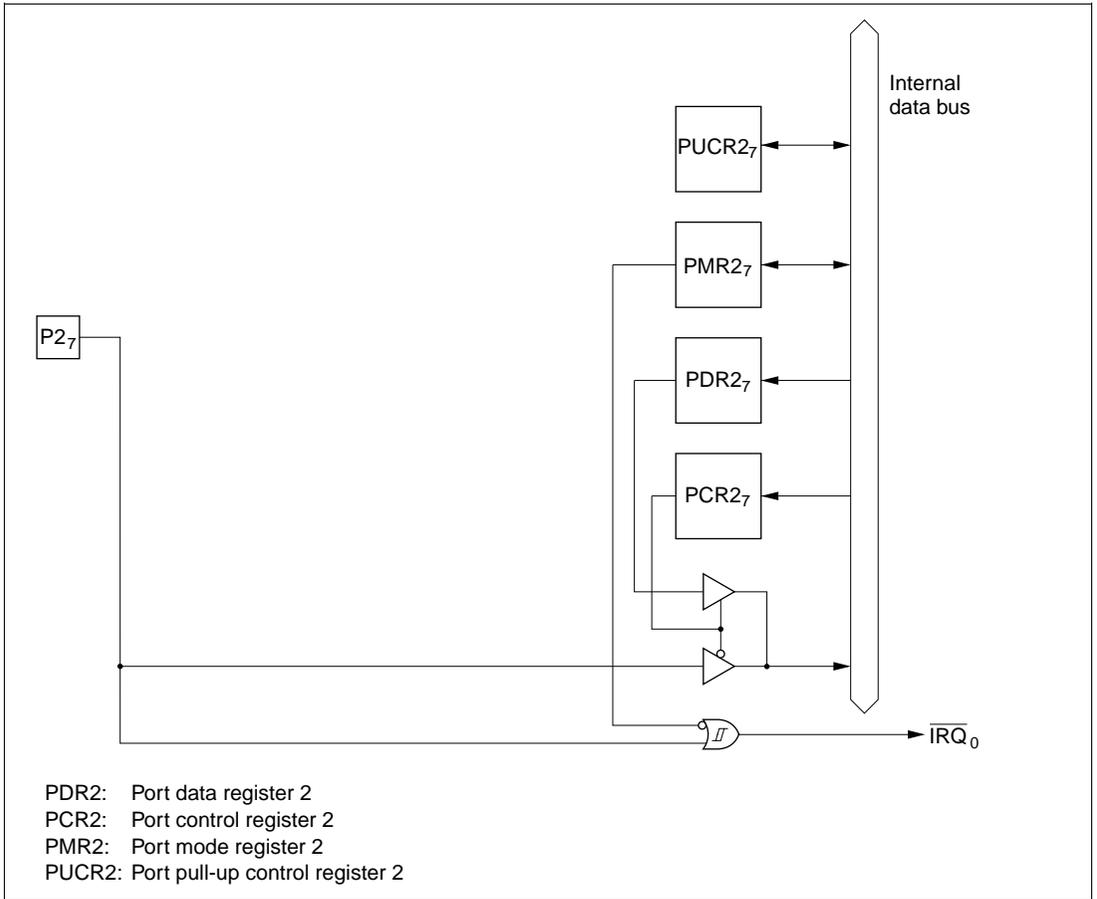 Internal
data bus
PUCR2₇
PMR2₇
P2₇
PDR2₇
PCR2₇
I̅R̅Q̅₀
PDR2: Port data register 2
PCR2: Port control register 2
PMR2: Port mode register 2
PUCR2: Port pull-up control register 2